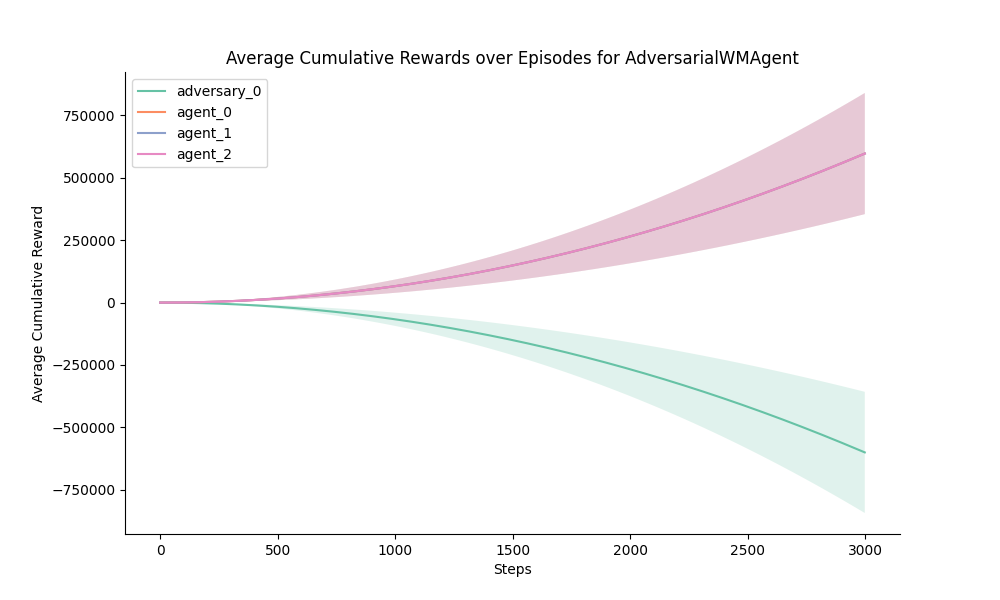 Average Cumulative Rewards over Episodes for AdversarialWMAgent
adversary_0
agent_0
agent_1
agent_2
Average Cumulative Reward
750000
500000
250000
0
−250000
−500000
−750000
0 500 1000 1500 2000 2500 3000
Steps